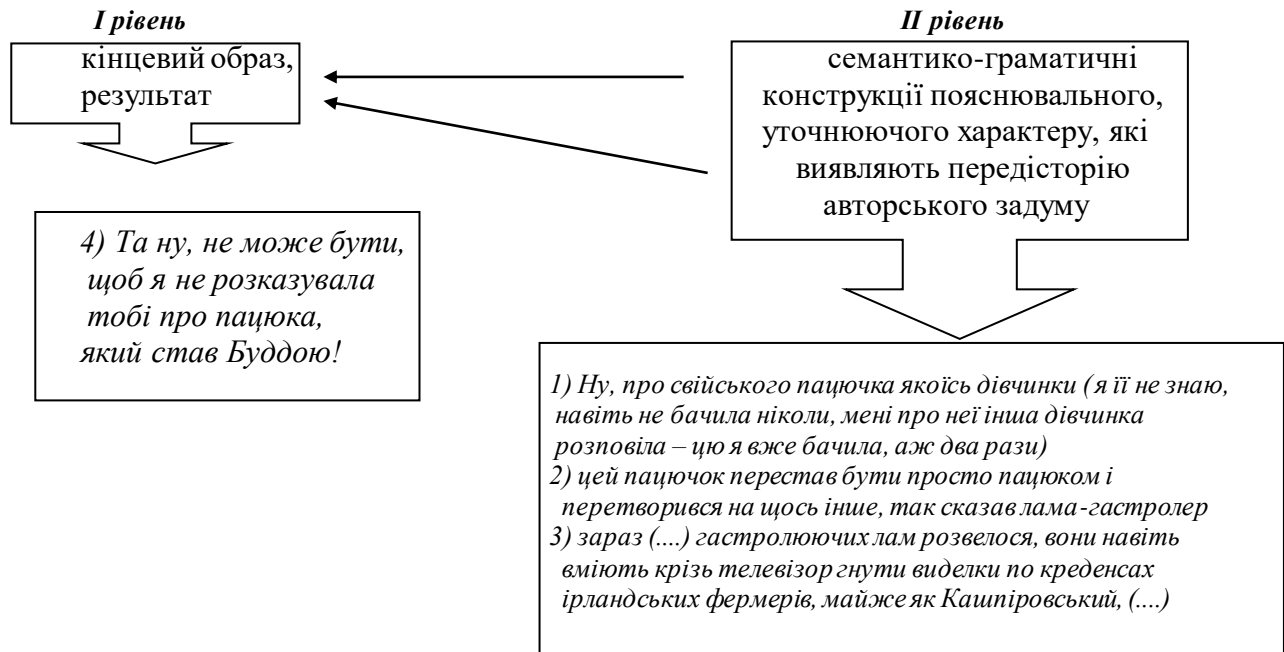 I рівень
кінцевий образ,
результат
4) Та ну, не може бути,
щоб я не розказувала
тобі про пацюка,
який став Буддою!
II рівень
семантико-граматичні
конструкції пояснювального,
уточнюючого характеру, які
виявляють передісторію
авторського задуму
1) Ну, про свійського пацючка якоїсь дівчинки (я її не знаю,
навіть не бачила ніколи, мені про неї інша дівчинка
розповіла – цю я вже бачила, аж два рази)
2) цей пацючок перестав бути просто пацюком і
перетворився на щось інше, так сказав лама-гастролер
3) зараз (....) гастролюючих лам розвелося, вони навіть
вміють крізь телевізор гнути виделки по креденсах
ірландських фермерів, майже як Кашпіровський, (....)